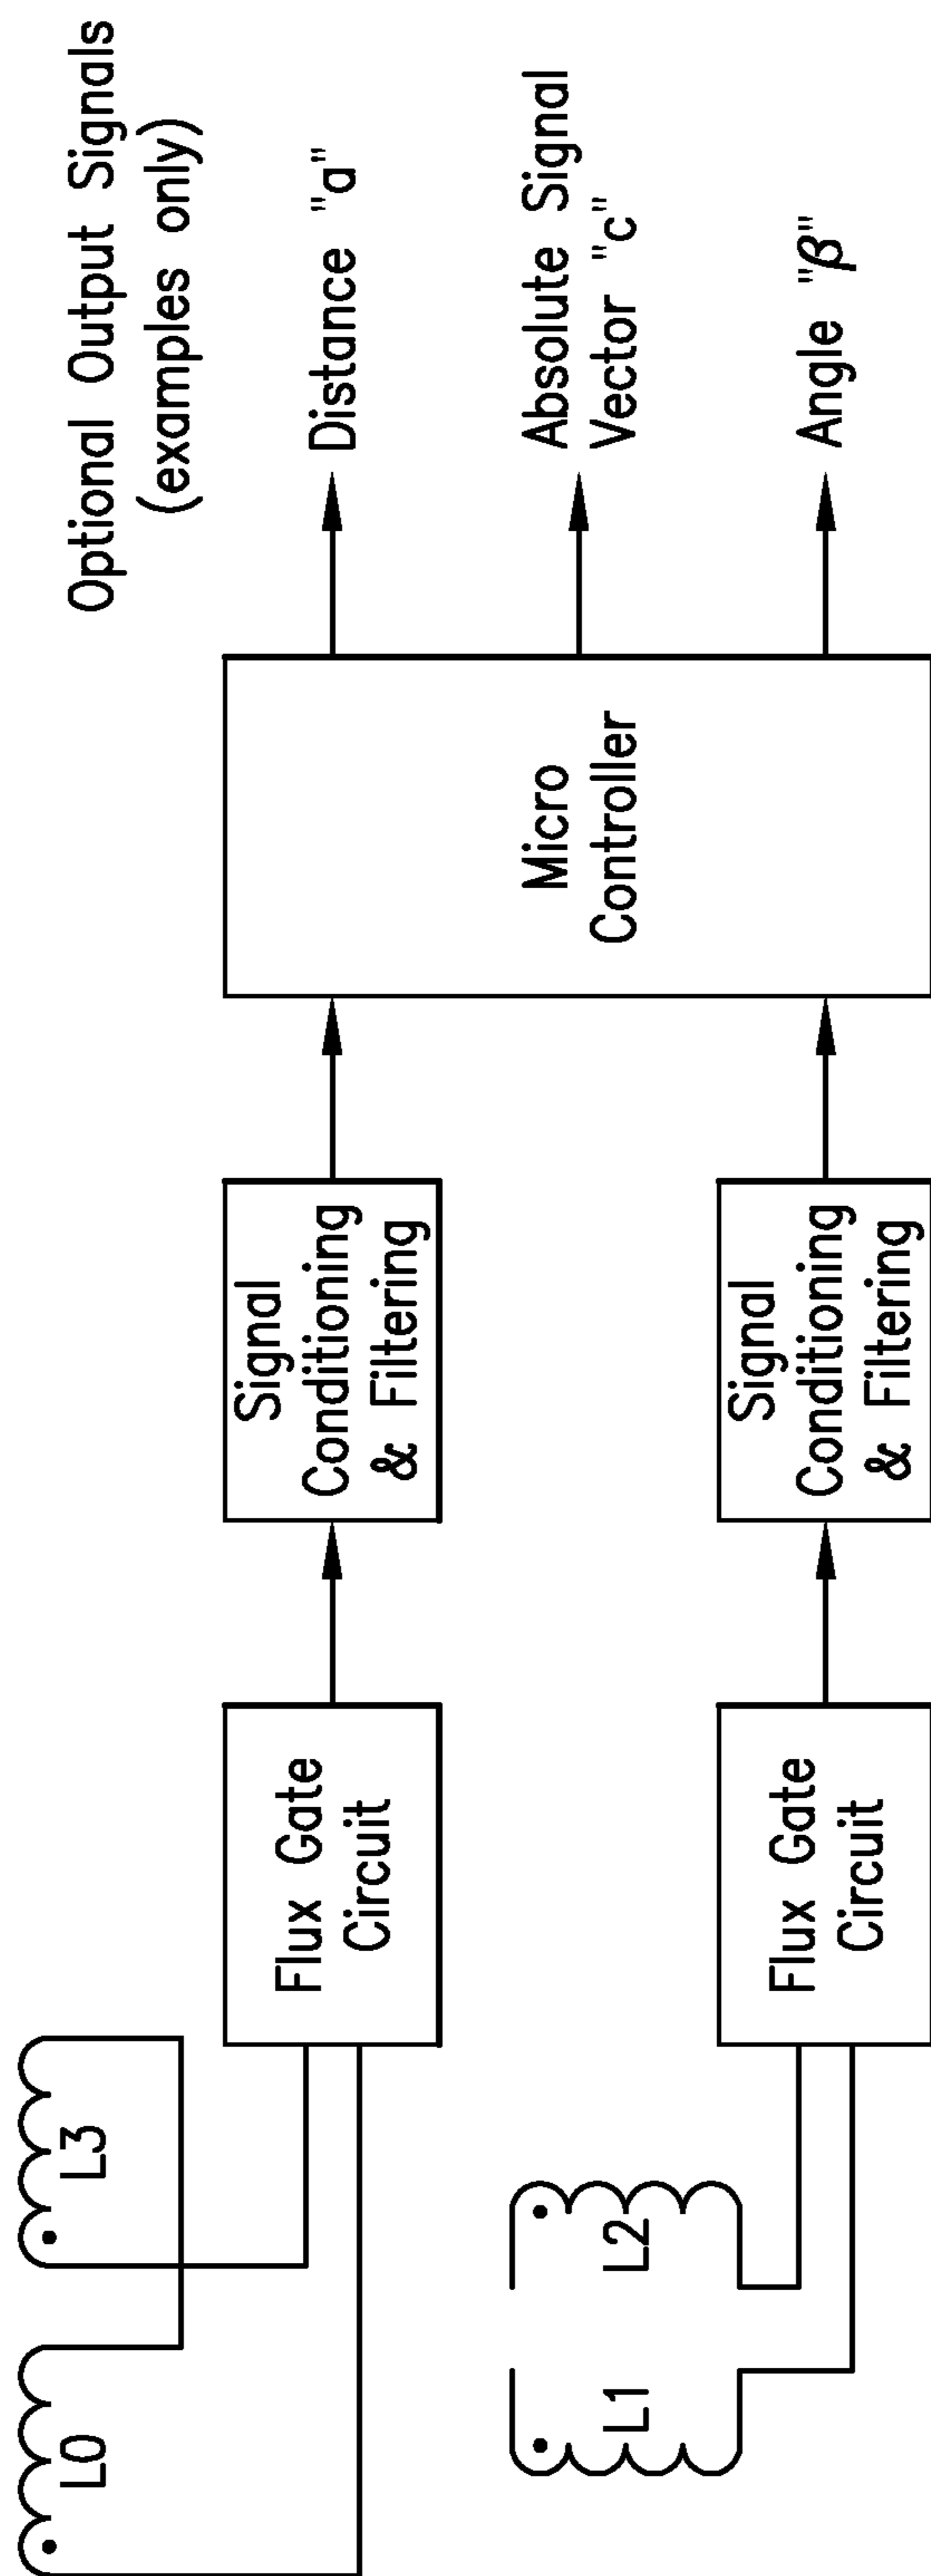 Optional Output Signals
(examples only)
L0
L3
Flux Gate
Circuit
Signal
Conditioning
& Filtering
Micro
Controller
Distance "a"
Absolute Signal
Vector "c"
Angle "β"
L1
L2
Flux Gate
Circuit
Signal
Conditioning
& Filtering